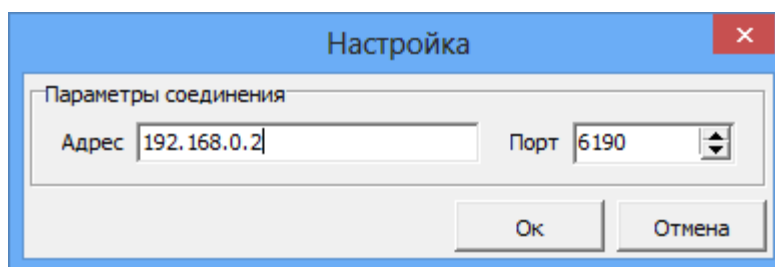 Настройка
Параметры соединения
Адрес 192.168.0.2 Порт 6190
Ок Отмена